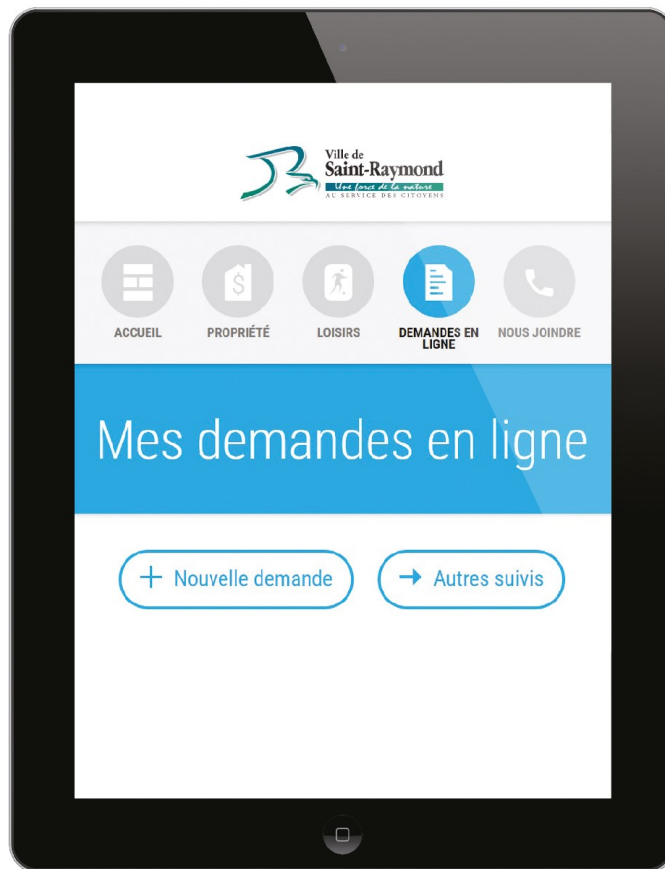 Ville de
Saint-Raymond
Une force de la nature
AU SERVICE DES CITOYENS
ACCUEIL
PROPRIÉTÉ
$
LOISIRS
DEMANDES EN
LIGNE
NOUS JOINDRE
Mes demandes en ligne
+ Nouvelle demande
→ Autres suivis